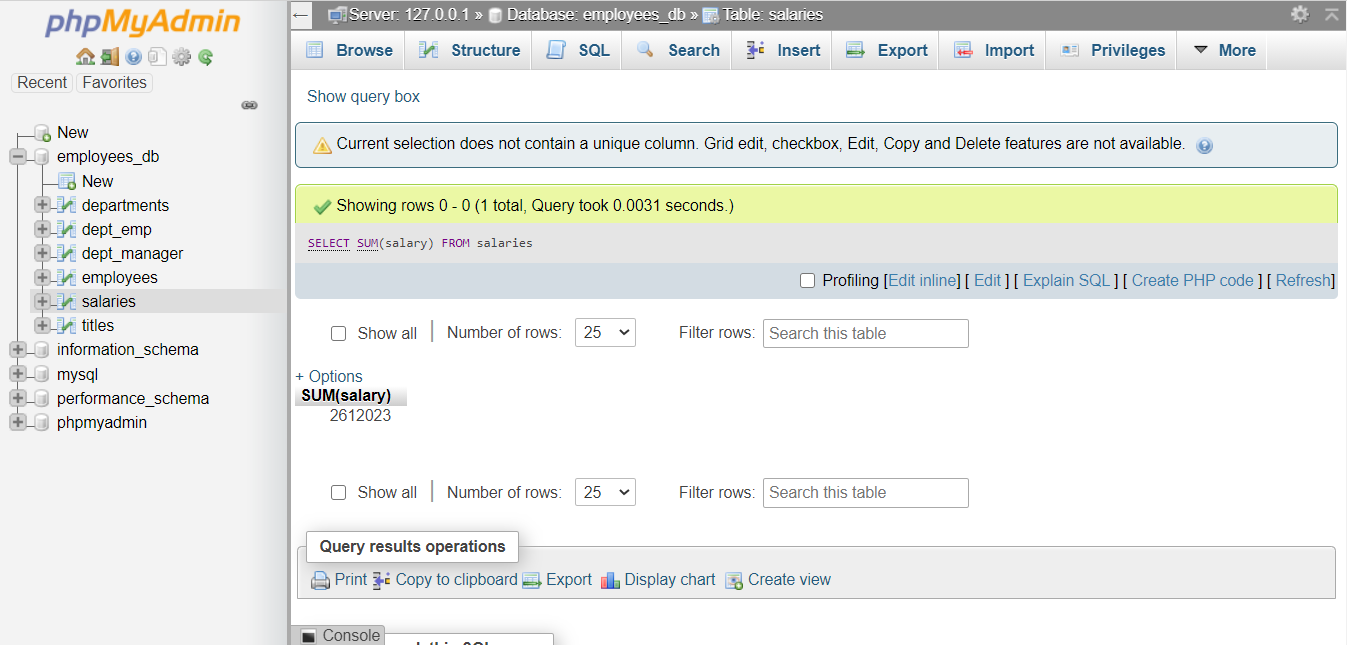 phpMyAdmin
Recent Favorites
New
employees_db
New
departments
dept_emp
dept_manager
employees
salaries
titles
information_schema
mysql
performance_schema
phpmyadmin
Server: 127.0.0.1 » Database: employees_db » Table: salaries
Browse Structure SQL Search Insert Export Import Privileges More
Show query box
Current selection does not contain a unique column. Grid edit, checkbox, Edit, Copy and Delete features are not available.
Showing rows 0 - 0 (1 total, Query took 0.0031 seconds.)
SELECT SUM(salary) FROM salaries
Profiling [Edit inline] [ Edit ] [ Explain SQL ] [ Create PHP code ] [ Refresh]
Show all | Number of rows: 25 Filter rows: Search this table
+ Options
SUM(salary)
2612023
Show all | Number of rows: 25 Filter rows: Search this table
Query results operations
Print Copy to clipboard Export Display chart Create view
Console